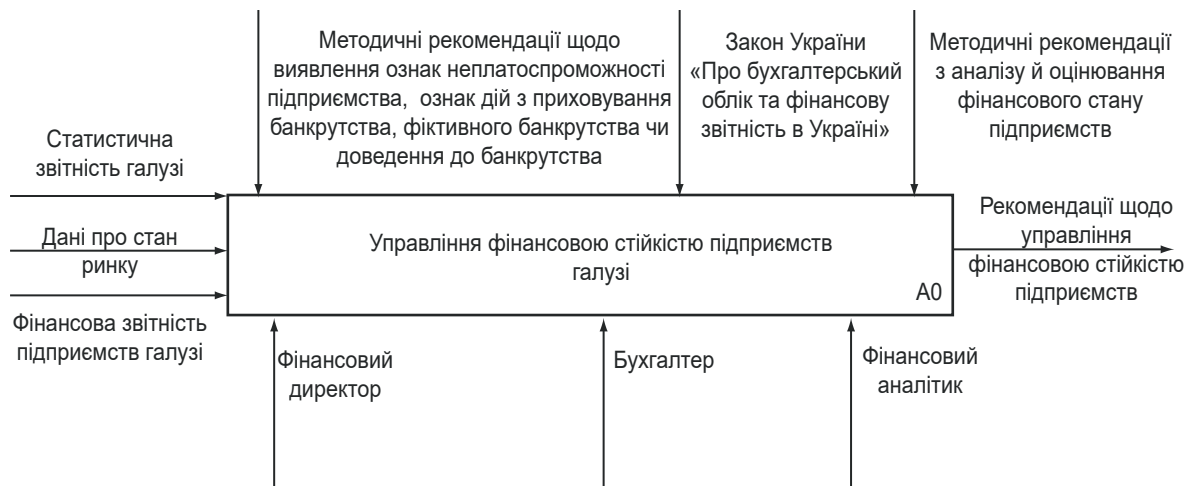 Методичні рекомендації щодо
виявлення ознак неплатоспроможності
підприємства, ознак дій з приховування
банкрутства, фіктивного банкрутства чи
доведення до банкрутства
Закон України
«Про бухгалтерський
облік та фінансову
звітність в Україні»
Методичні рекомендації
з аналізу й оцінювання
фінансового стану
підприємств
Статистична
звітність галузі
Дані про стан
ринку
Фінансова звітність
підприємств галузі
Управління фінансовою стійкістю підприємств
галузі
А0
Рекомендації щодо
управління
фінансовою стійкістю
підприємств
Фінансовий
директор
Бухгалтер
Фінансовий
аналітик